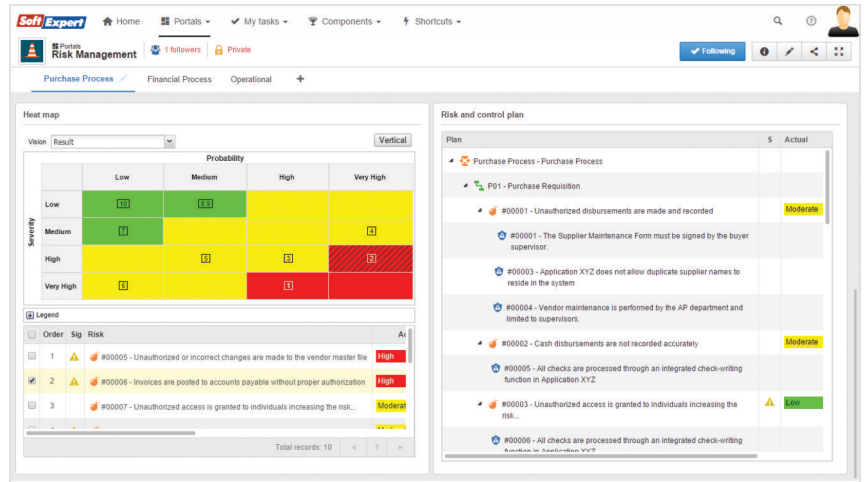 SoftExpert Home Portals My tasks Components Shortcuts
Portals
Risk Management 1 followers Private Following
Purchase Process Financial Process Operational +
Heat map
Vision Result Vertical
Probability
Low Medium High Very High
Severity
Low 10 8,9
Medium 7 4
High 5 3 2
Very High 6 1
Legend
Order Sig Risk Ac
1 #00005 - Unauthorized or incorrect changes are made to the vendor master file High
2 #00006 - Invoices are posted to accounts payable without proper authorization High
3 #00007 - Unauthorized access is granted to individuals increasing the risk... Moderat
Total records: 10 1
Risk and control plan
Plan S Actual
Purchase Process - Purchase Process
P01 - Purchase Requisition
#00001 - Unauthorized disbursements are made and recorded Moderate
#00001 - The Supplier Maintenance Form must be signed by the buyer
supervisor.
#00003 - Application XYZ does not allow duplicate supplier names to
reside in the system
#00004 - Vendor maintenance is performed by the AP department and
limited to supervisors.
#00002 - Cash disbursements are not recorded accurately Moderate
#00005 - All checks are processed through an integrated check-writing
function in Application XYZ
#00003 - Unauthorized access is granted to individuals increasing the Low
risk...
#00006 - All checks are processed through an integrated check-writing
function in Application XYZ